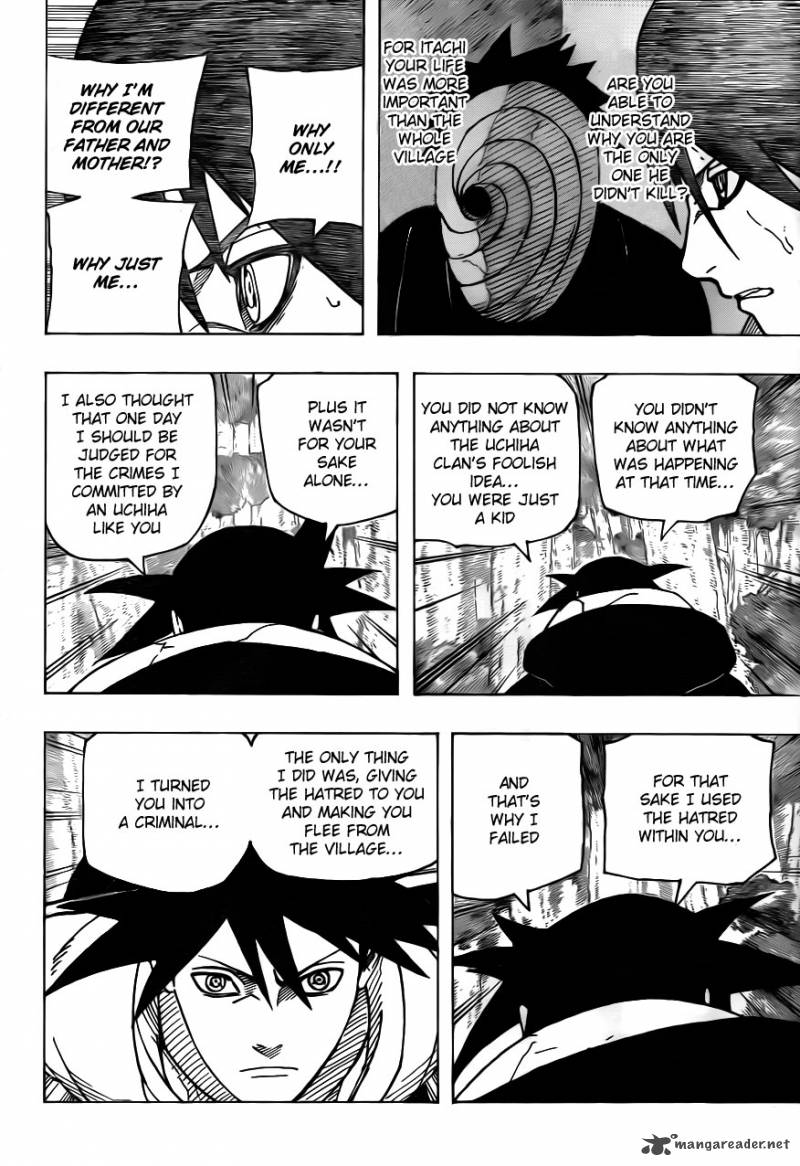 ARE YOU
ABLE TO
UNDERSTAND
WHY YOU ARE
THE ONLY
ONE HE
DIDN'T KILL?
FOR ITACHI
YOUR LIFE
WAS MORE
IMPORTANT
THAN THE
WHOLE
VILLAGE
WHY
ONLY
ME...!!
WHY I'M
DIFFERENT
FROM OUR
FATHER AND
MOTHER!?
WHY JUST
ME...
YOU DIDN'T
KNOW ANYTHING
ABOUT WHAT
WAS HAPPENING
AT THAT TIME...
YOU DID NOT KNOW
ANYTHING ABOUT
THE UCHIHA
CLAN'S FOOLISH
IDEA...
YOU WERE JUST
A KID
PLUS IT
WASN'T
FOR YOUR
SAKE
ALONE...
I ALSO THOUGHT
THAT ONE DAY
I SHOULD BE
JUDGED FOR
THE CRIMES I
COMMITTED BY
AN UCHIHA
LIKE YOU
FOR THAT
SAKE I USED
THE HATRED
WITHIN YOU...
AND
THAT'S
WHY I
FAILED
THE ONLY THING
I DID WAS, GIVING
THE HATRED TO YOU
AND MAKING YOU
FLEE FROM
THE VILLAGE...
I TURNED
YOU INTO
A CRIMINAL...
mangareader.net